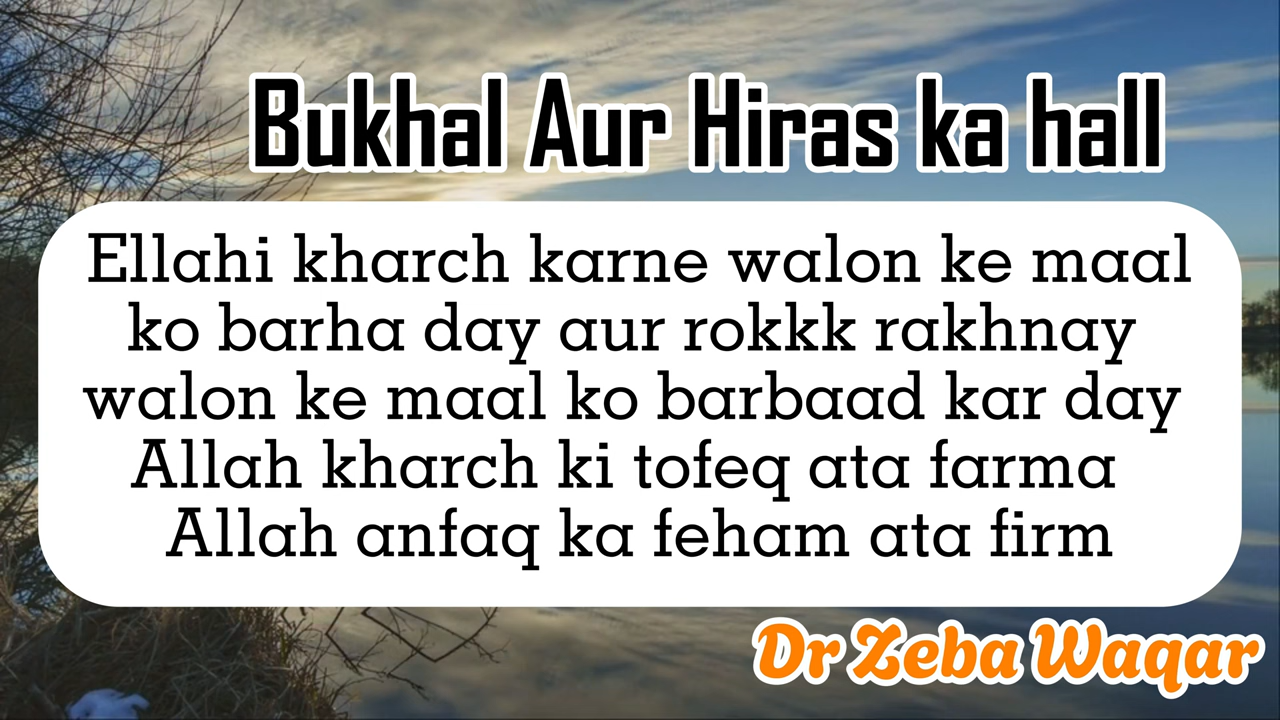 Bukhal Aur Hiras ka hall
Ellahi kharch karne walon ke maal
ko barha day aur rokkk rakhnay
walon ke maal ko barbaad kar day
Allah kharch ki tofeq ata farma
Allah anfaq ka feham ata firm
Dr Zeba Waqar